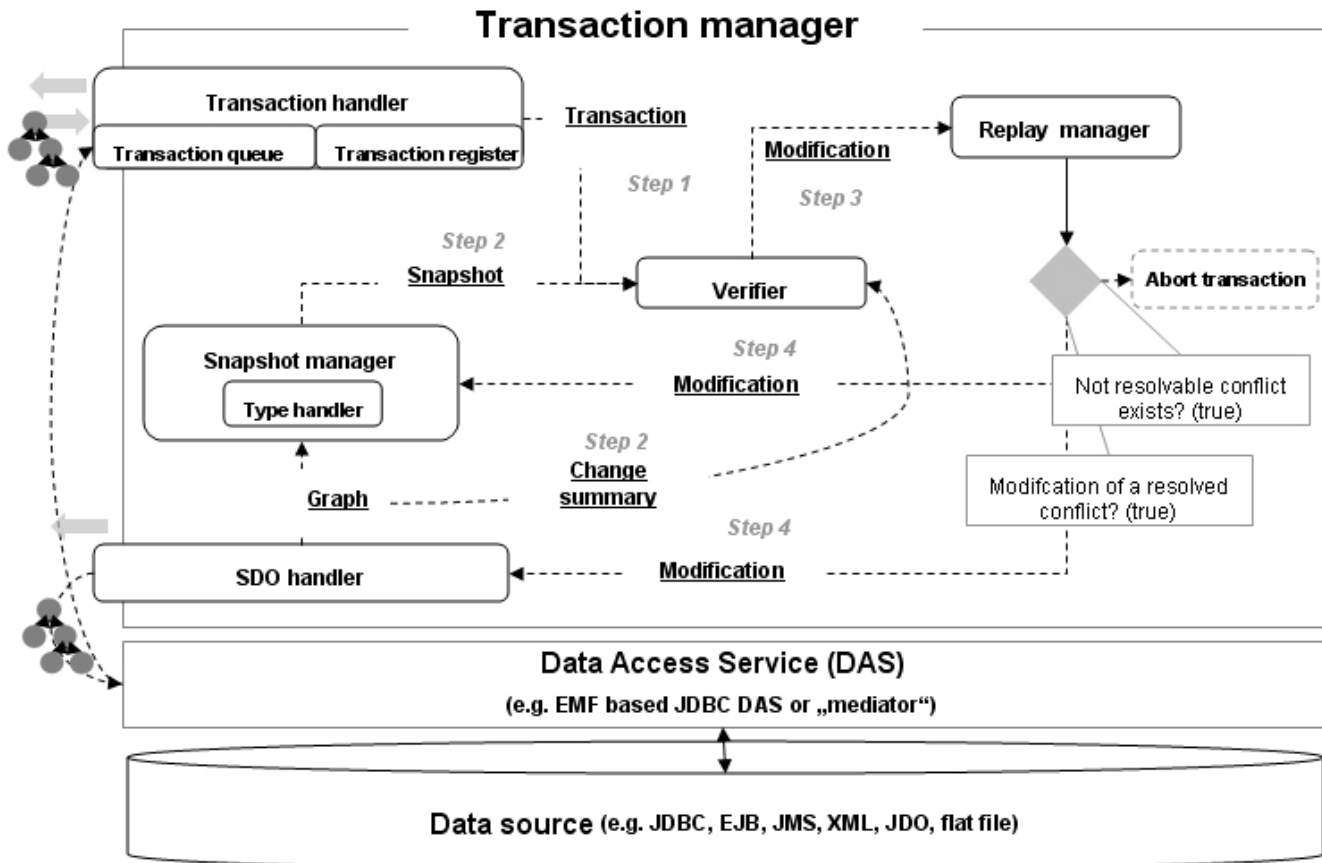 Transaction manager
Transaction handler
Transaction queue
Transaction register
Transaction
Step 1
Modification
Step 3
Replay manager
Step 2
Snapshot
Verifier
Abort transaction
Snapshot manager
Type handler
Step 4
Modification
Not resolvable conflict
exists? (true)
Step 2
Change
summary
Graph
Modifcation of a resolved
conflict? (true)
Step 4
Modification
SDO handler
Data Access Service (DAS)
(e.g. EMF based JDBC DAS or „mediator“)
Data source (e.g. JDBC, EJB, JMS, XML, JDO, flat file)